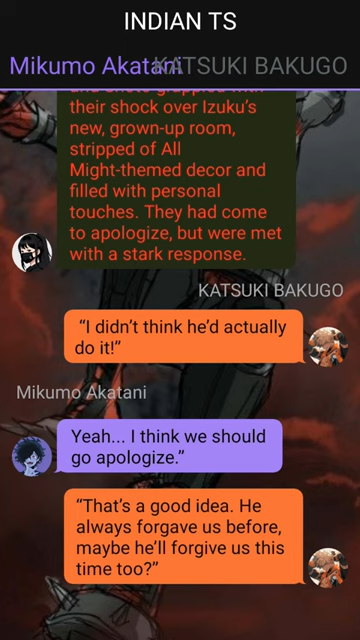 INDIAN TS
Mikumo Akatani KATSUKI BAKUGO
their shock over Izuku's
new, grown-up room,
stripped of All
Might-themed decor and
filled with personal
touches. They had come
to apologize, but were met
with a stark response.
KATSUKI BAKUGO
“I didn’t think he’d actually
do it!”
Mikumo Akatani
Yeah... I think we should
go apologize.”
“That’s a good idea. He
always forgave us before,
maybe he’ll forgive us this
time too?”